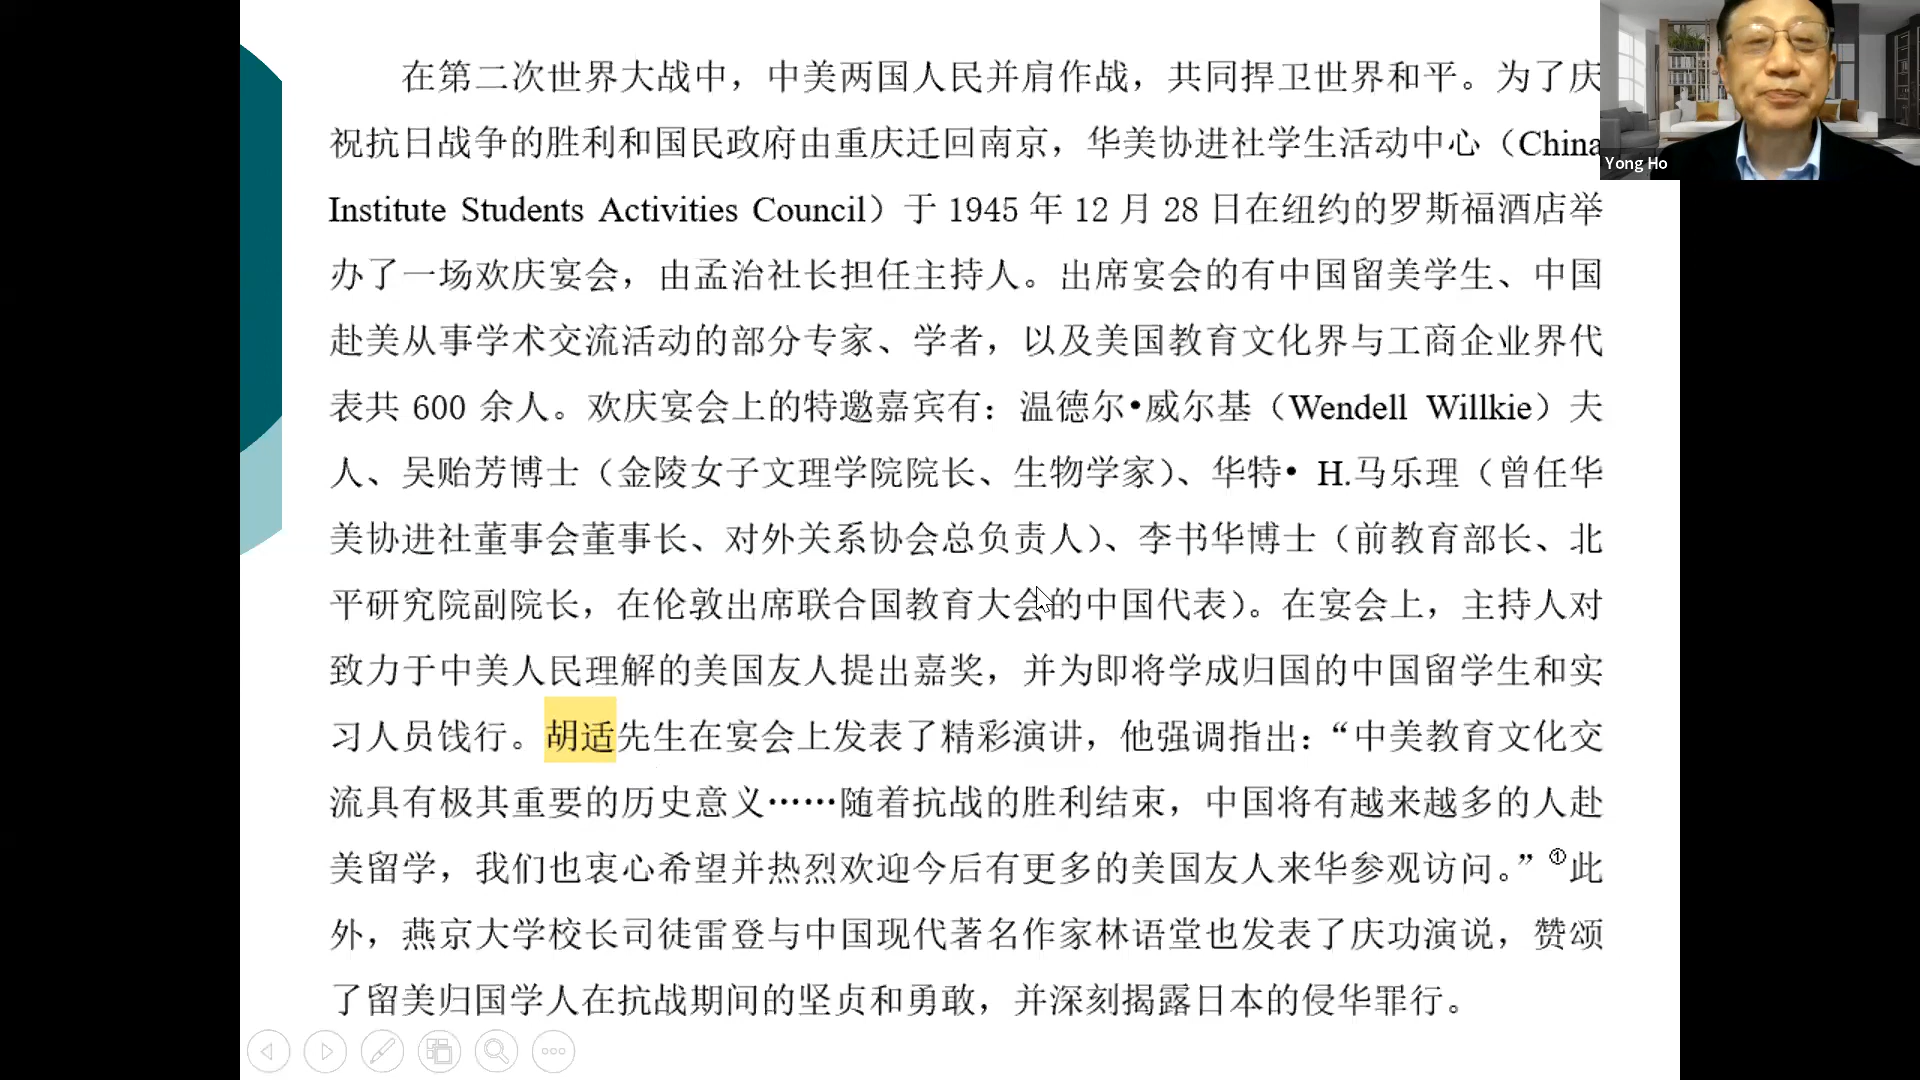 在第二次世界大战中，中美两国人民并肩作战，共同捍卫世界和平。为了庆
祝抗日战争的胜利和国民政府由重庆迁回南京，华美协进社学生活动中心（China
Institute Students Activities Council）于 1945 年 12 月 28 日在纽约的罗斯福酒店举
办了一场欢庆宴会，由孟治社长担任主持人。出席宴会的有中国留美学生、中国
赴美从事学术交流活动的部分专家、学者，以及美国教育文化界与工商企业界代
表共 600 余人。欢庆宴会上的特邀嘉宾有：温德尔•威尔基（Wendell Willkie）夫
人、吴贻芳博士（金陵女子文理学院院长、生物学家）、华特• H.马乐理（曾任华
美协进社董事会董事长、对外关系协会总负责人）、李书华博士（前教育部长、北
平研究院副院长，在伦敦出席联合国教育大会的中国代表）。在宴会上，主持人对
致力于中美人民理解的美国友人提出嘉奖，并为即将学成归国的中国留学生和实
习人员饯行。胡适先生在宴会上发表了精彩演讲，他强调指出：“中美教育文化交
流具有极其重要的历史意义……随着抗战的胜利结束，中国将有越来越多的人赴
美留学，我们也衷心希望并热烈欢迎今后有更多的美国友人来华参观访问。”①此
外，燕京大学校长司徒雷登与中国现代著名作家林语堂也发表了庆功演说，赞颂
了留美归国学人在抗战期间的坚贞和勇敢，并深刻揭露日本的侵华罪行。
Yong Ho